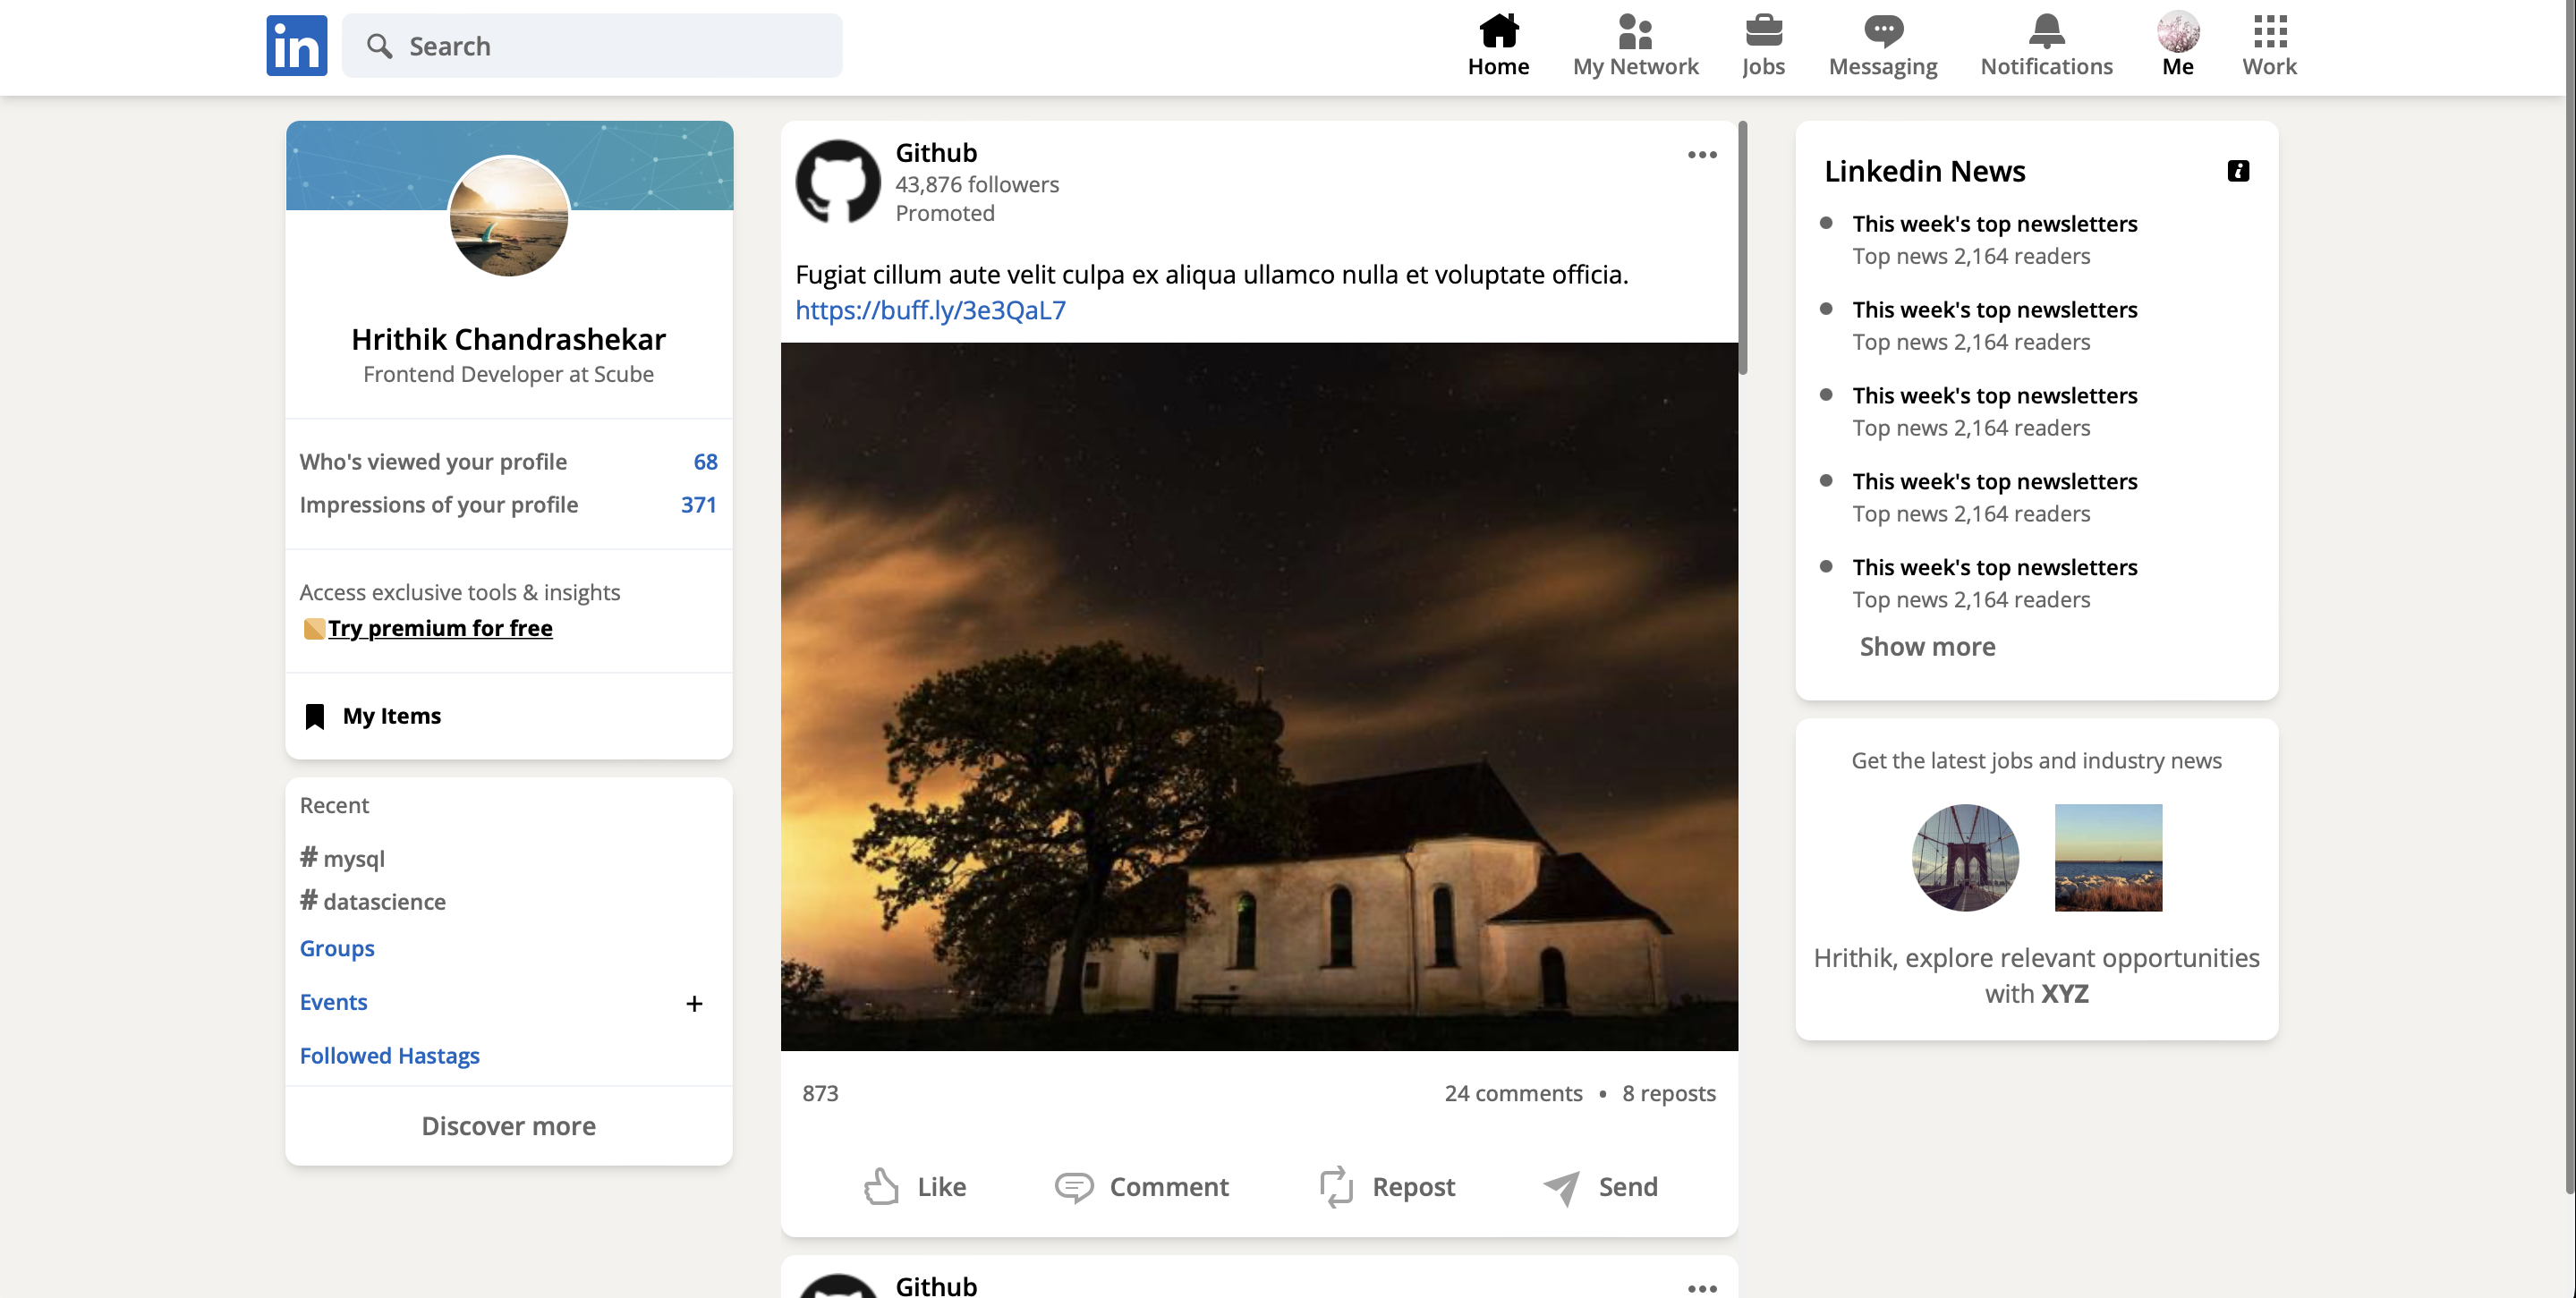 in
Search
Home
My Network
Jobs
Messaging
Notifications
Me
Work
Hrithik Chandrashekar
Frontend Developer at Scube
Who's viewed your profile 68
Impressions of your profile 371
Access exclusive tools & insights
Try premium for free
My Items
Recent
# mysql
# datascience
Groups
Events +
Followed Hastags
Discover more
Github
43,876 followers
Promoted
Fugiat cillum aute velit culpa ex aliqua ullamco nulla et voluptate officia.
https://buff.ly/3e3QaL7
873 24 comments • 8 reposts
Like Comment Repost Send
Github
Linkedin News
This week's top newsletters
Top news 2,164 readers
This week's top newsletters
Top news 2,164 readers
This week's top newsletters
Top news 2,164 readers
This week's top newsletters
Top news 2,164 readers
This week's top newsletters
Top news 2,164 readers
Show more
Get the latest jobs and industry news
Hrithik, explore relevant opportunities
with XYZ